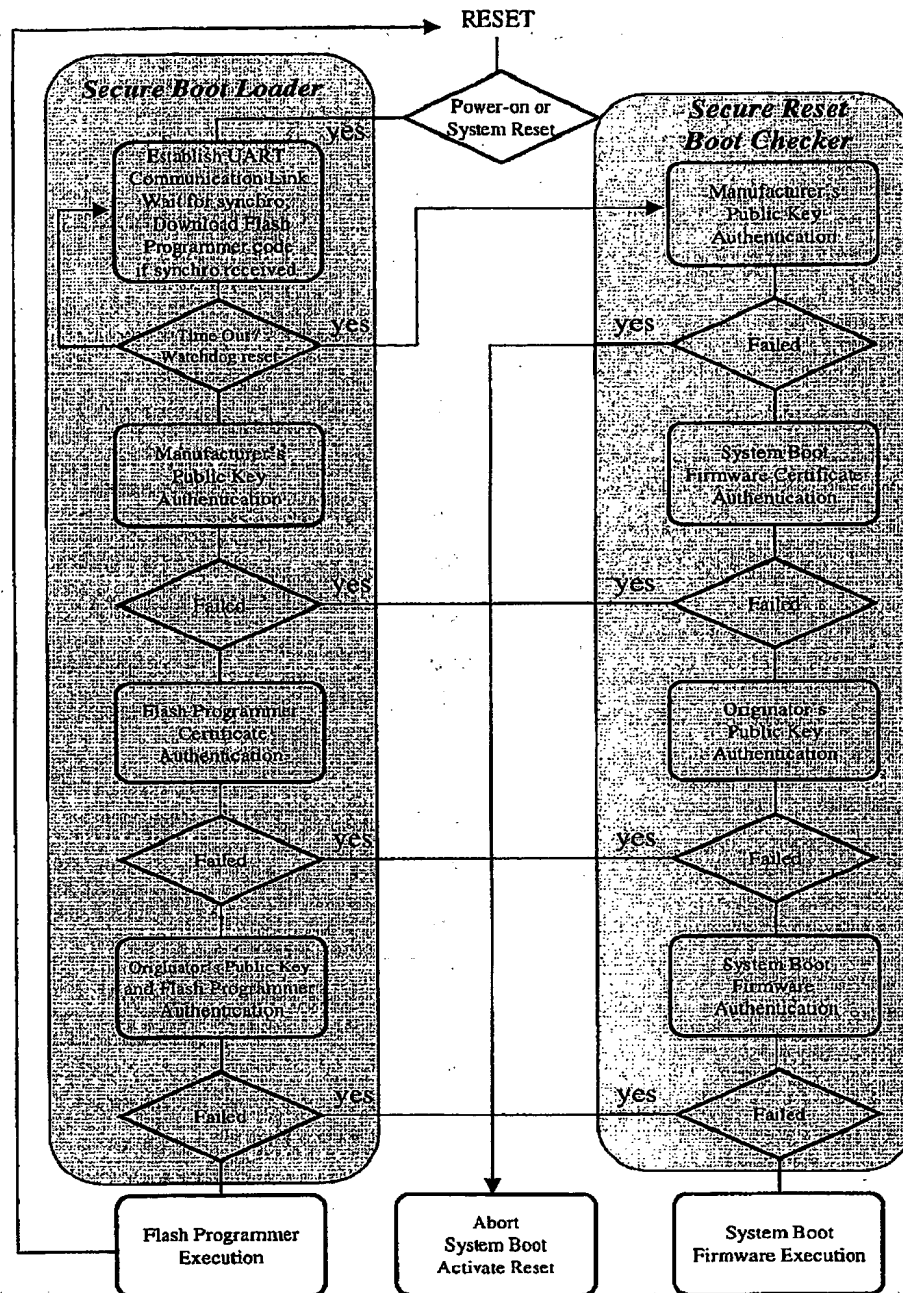 RESET
Power-on or
System Reset
Secure Boot Loader
yes
Establish UART
Communication Link
Wait for synchro.
Download Flash
Programmer code
if synchro received
Time Out?
Watchdog reset
yes
Manufacturer's
Public Key
Authentication
Failed
yes
Flash Programmer
Certificate
Authentication
Failed
yes
Originator's Public Key
and Flash Programmer
Authentication
Failed
yes
Flash Programmer
Execution
Abort
System Boot
Activate Reset
Secure Reset
Boot Checker
Manufacturer's
Public Key
Authentication
yes
Failed
System Boot
Firmware Certificate
Authentication
yes
Failed
Originator's
Public Key
Authentication
yes
Failed
System Boot
Firmware
Authentication
yes
Failed
System Boot
Firmware Execution